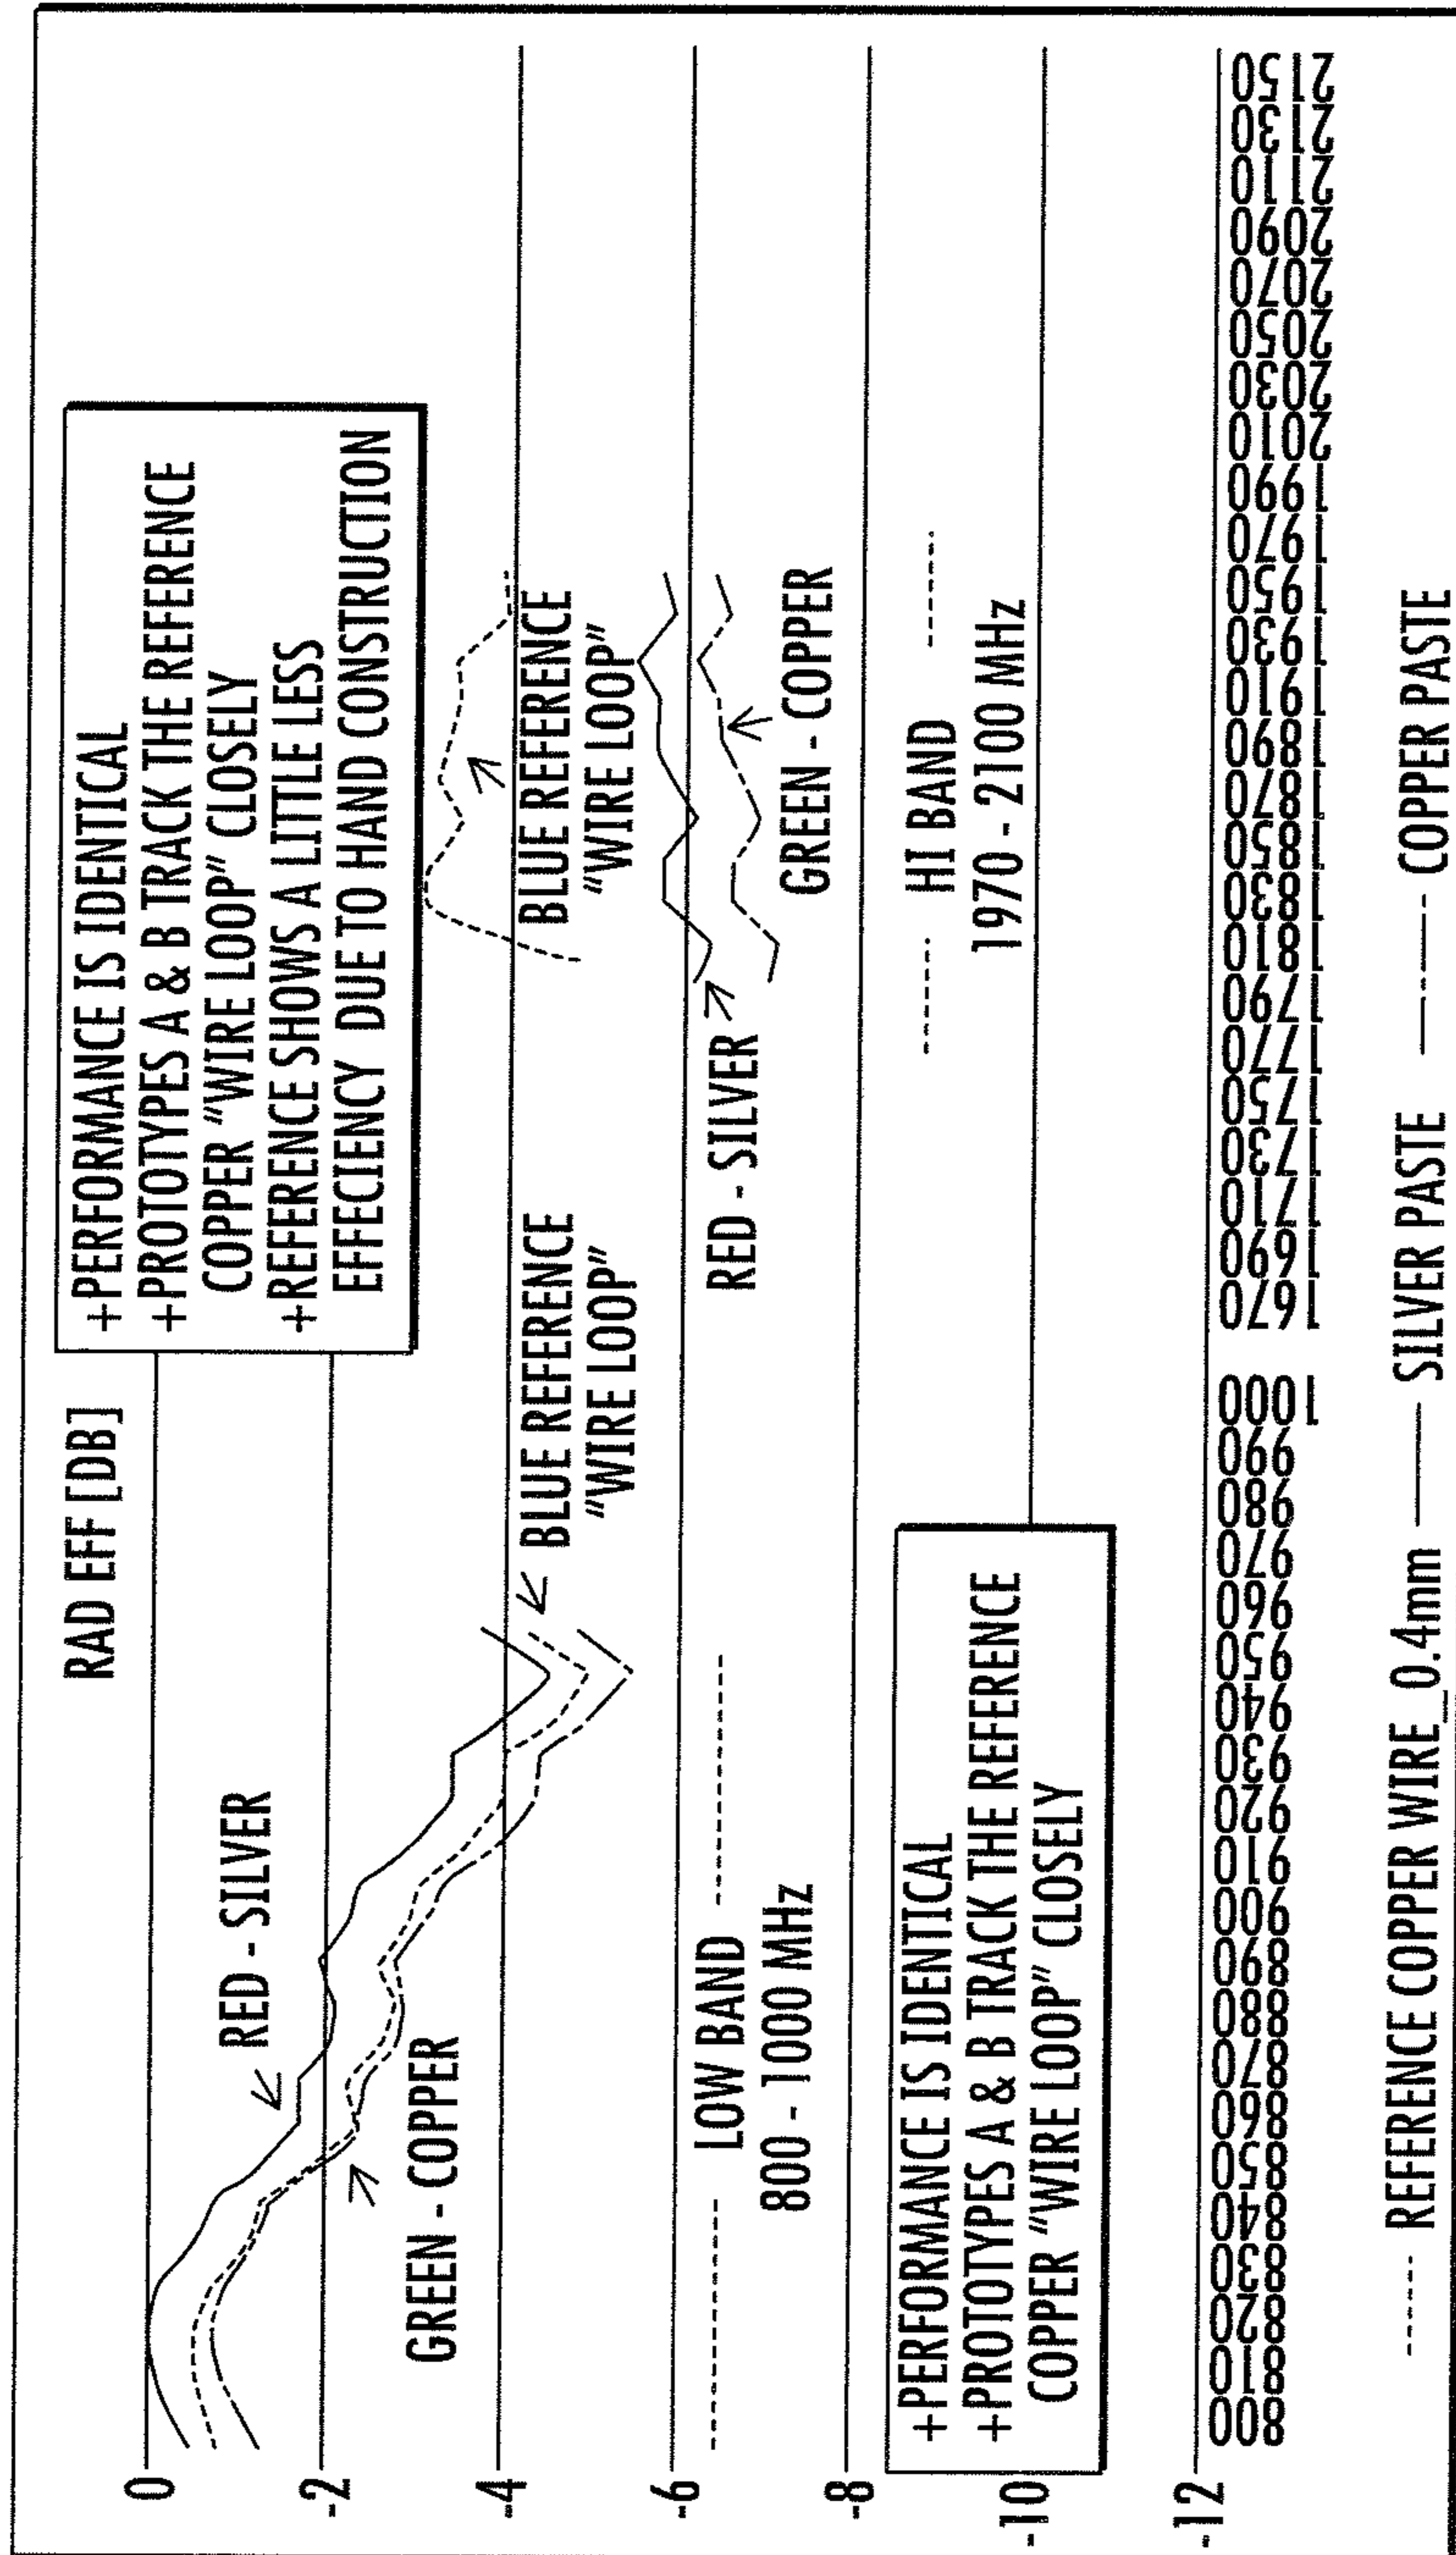 RAD EFF [DB]
+PERFORMANCE IS IDENTICAL
+PROTOTYPES A & B TRACK THE REFERENCE
COPPER "WIRE LOOP" CLOSELY
+REFERENCE SHOWS A LITTLE LESS
EFFECIENCY DUE TO HAND CONSTRUCTION
0
-2
-4
-6
-8
-10
-12
RED - SILVER
GREEN - COPPER
BLUE REFERENCE
"WIRE LOOP"
BLUE REFERENCE
"WIRE LOOP"
RED - SILVER
GREEN - COPPER
LOW BAND
800 - 1000 MHz
HI BAND
1970 - 2100 MHz
+PERFORMANCE IS IDENTICAL
+PROTOTYPES A & B TRACK THE REFERENCE
COPPER "WIRE LOOP" CLOSELY
800
810
820
830
840
850
860
870
880
890
900
910
920
930
940
950
960
970
980
990
1000
1670
1690
1710
1730
1750
1770
1790
1810
1830
1850
1870
1890
1910
1930
1950
1970
1990
2010
2030
2050
2070
2090
2110
2130
2150
REFERENCE COPPER WIRE_0.4mm
SILVER PASTE
COPPER PASTE